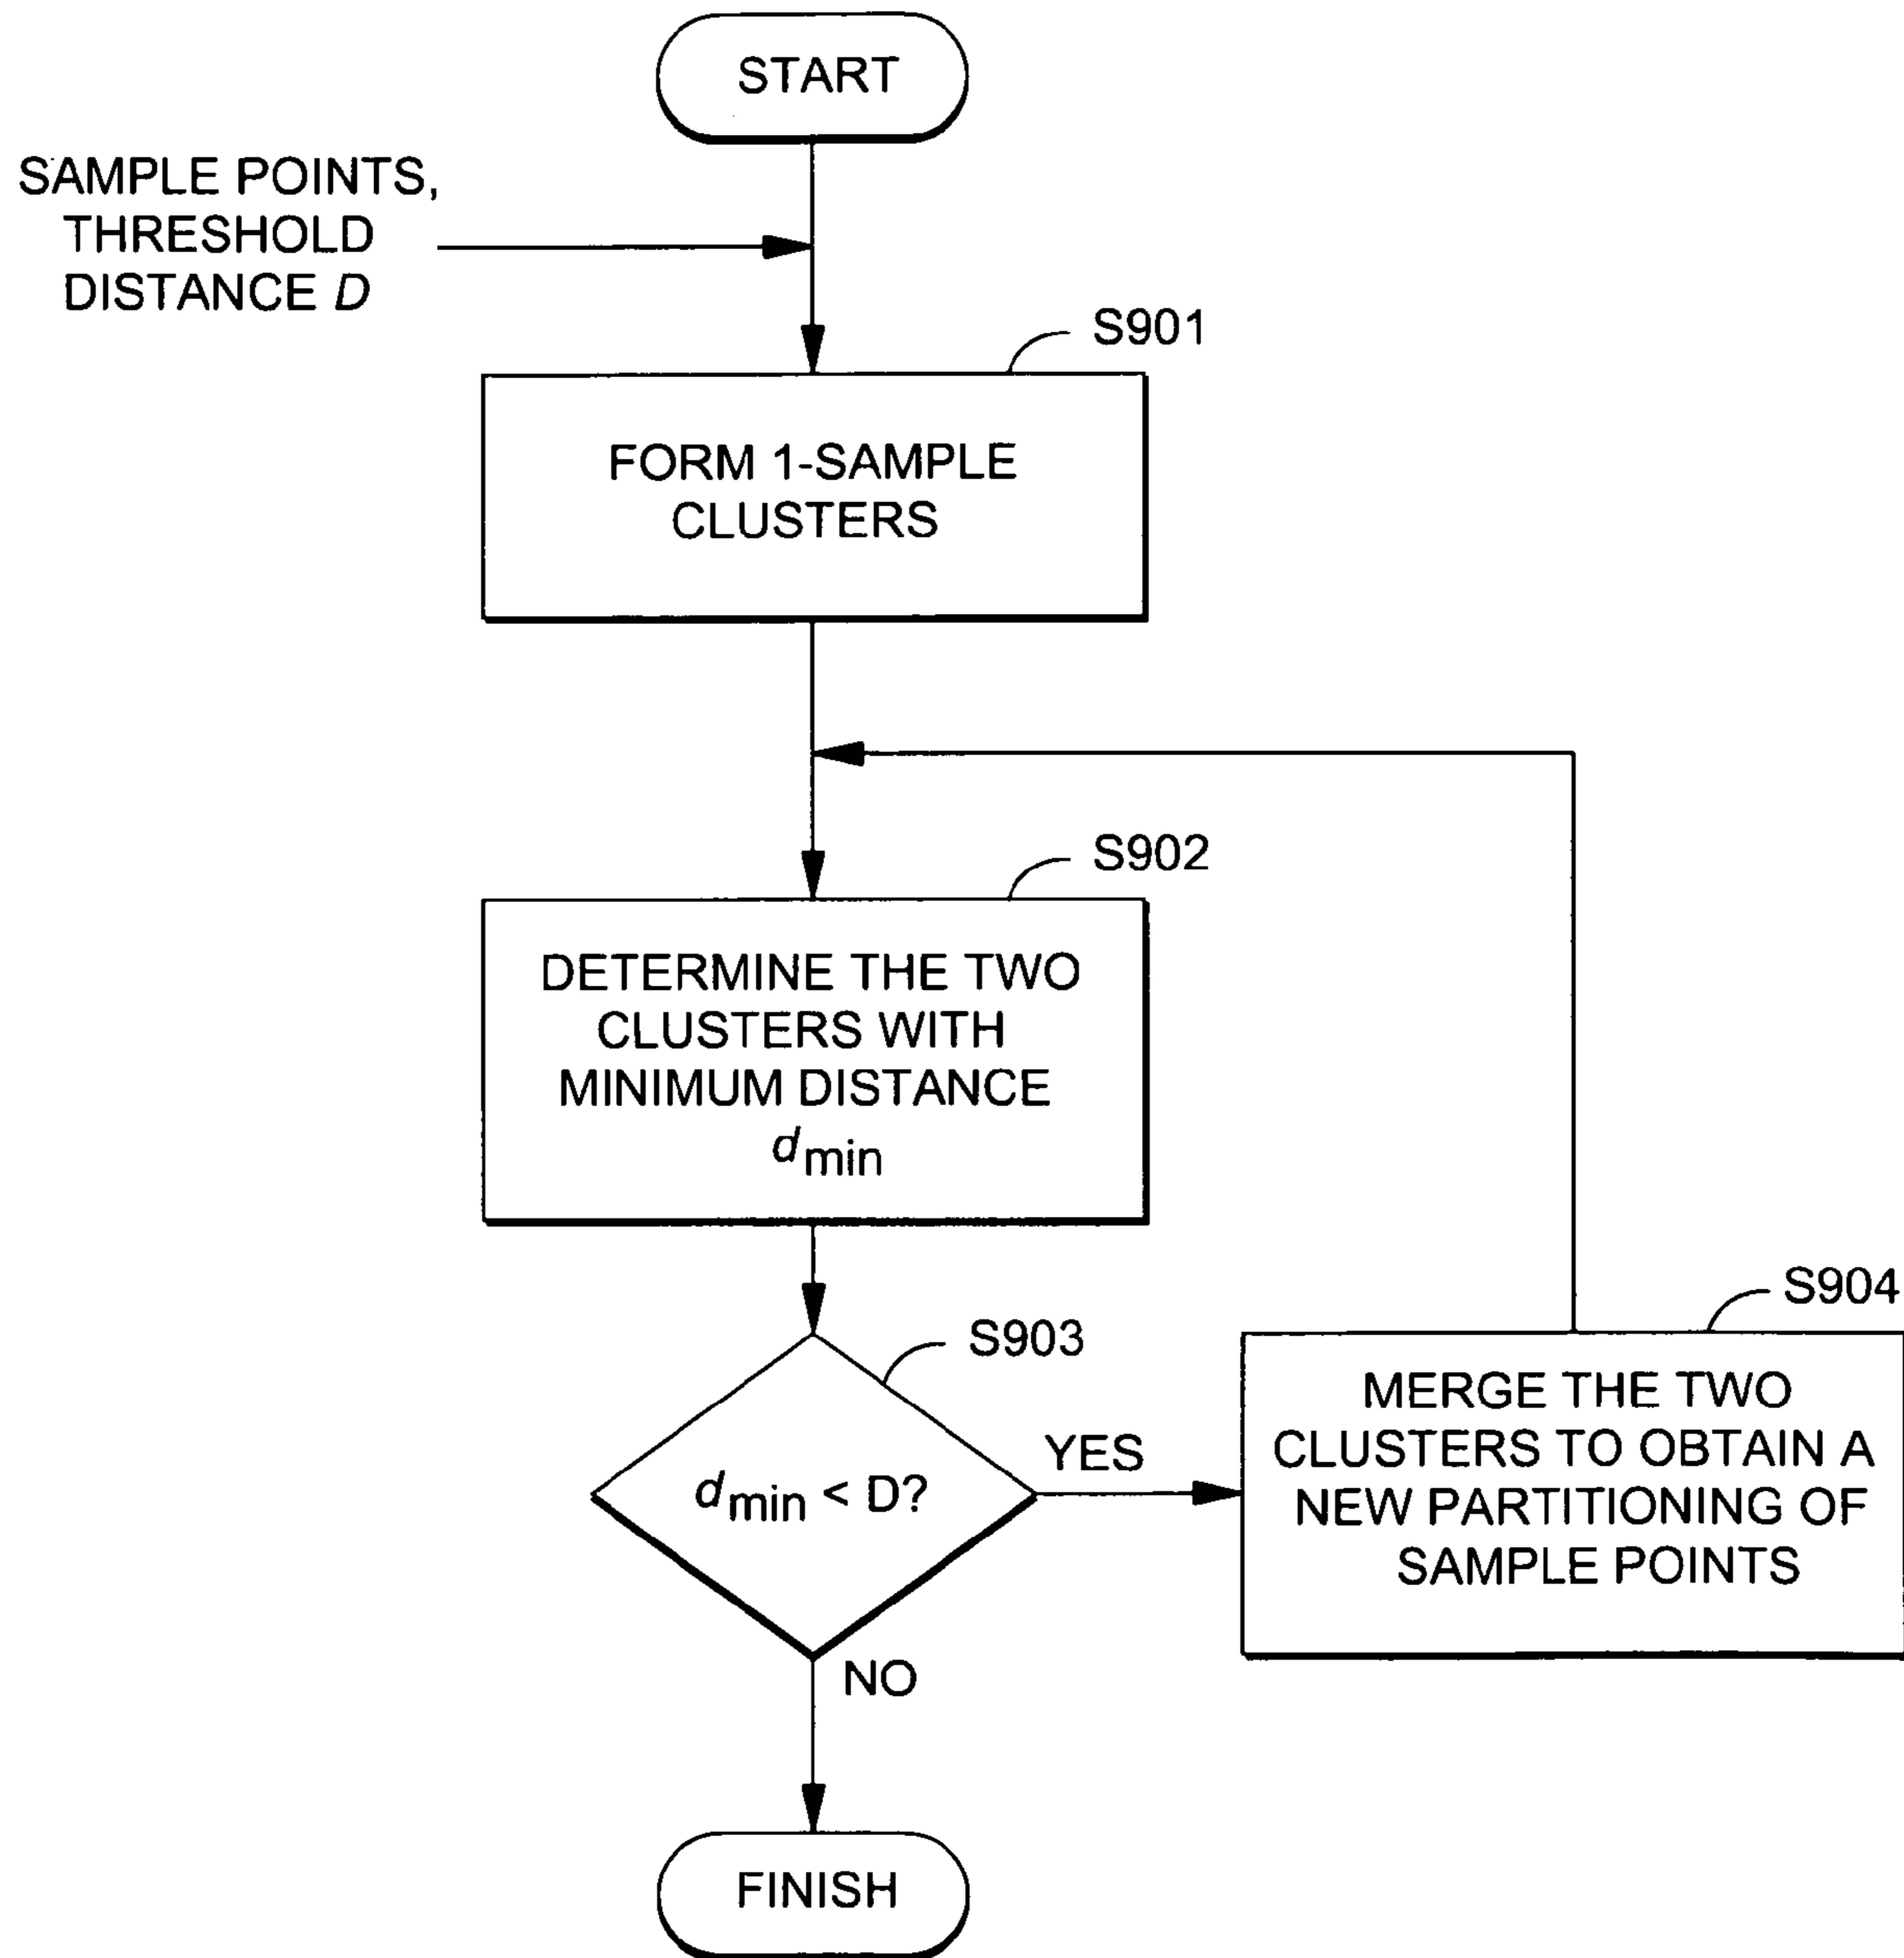 START
SAMPLE POINTS,
THRESHOLD
DISTANCE D
S901
FORM 1-SAMPLE
CLUSTERS
S902
DETERMINE THE TWO
CLUSTERS WITH
MINIMUM DISTANCE
dmin
S903
dmin < D?
YES
NO
S904
MERGE THE TWO
CLUSTERS TO OBTAIN A
NEW PARTITIONING OF
SAMPLE POINTS
FINISH